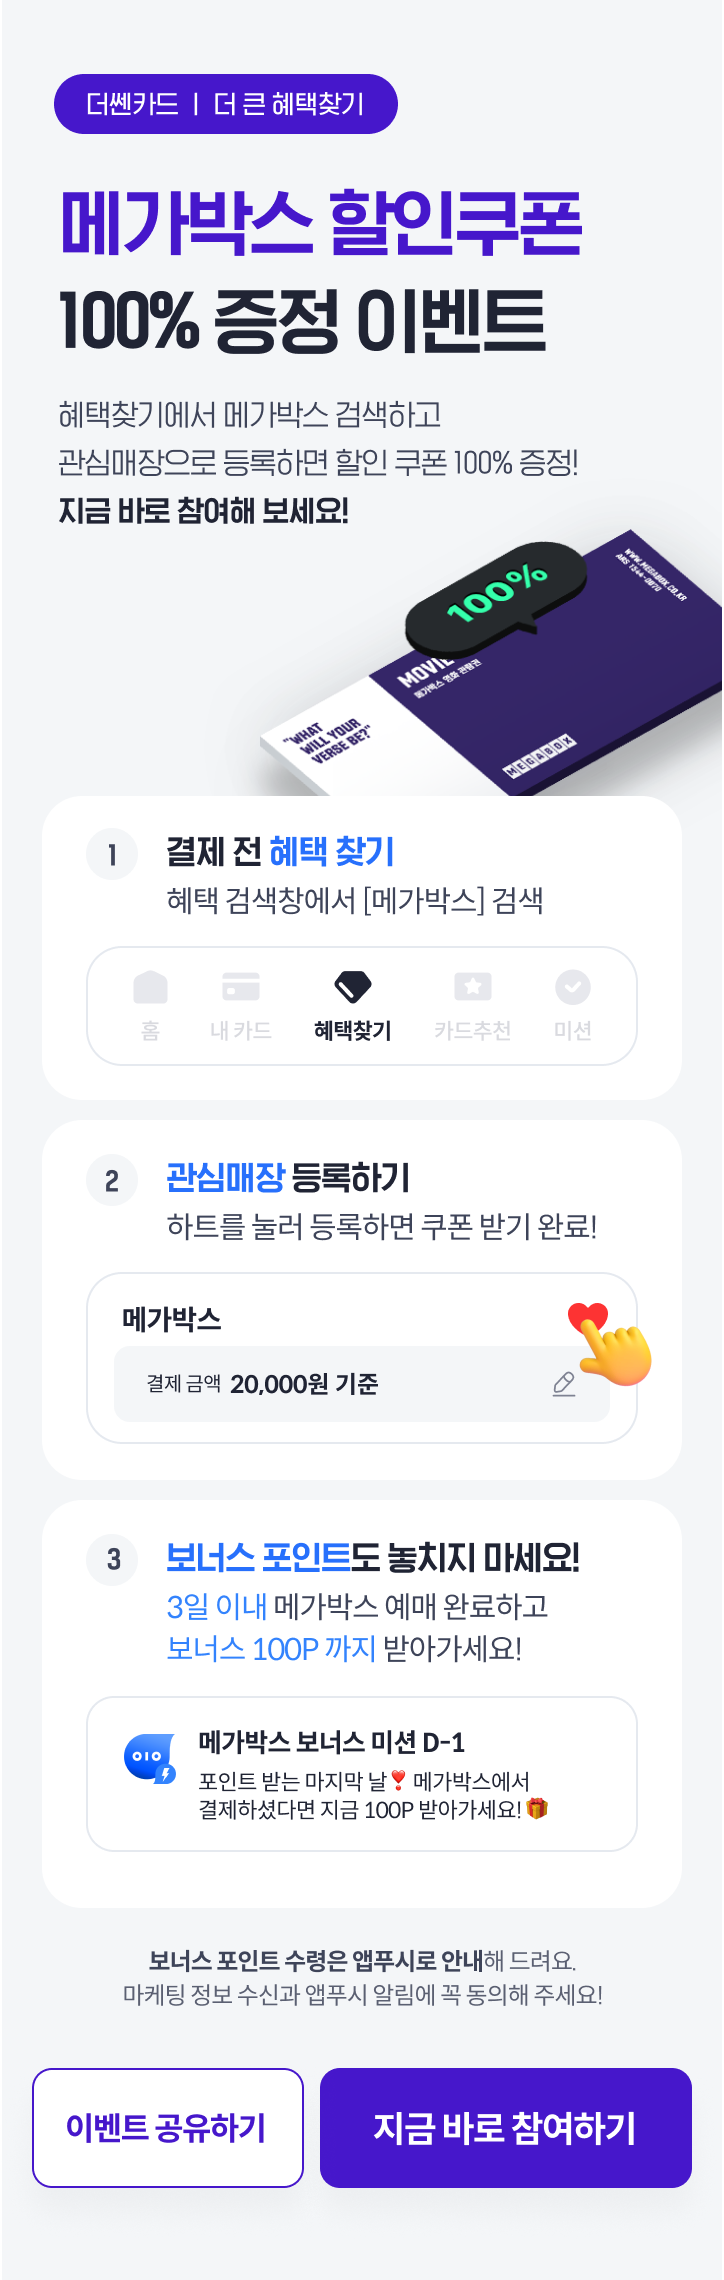 더쎈카드 | 더 큰 혜택찾기
메가박스 할인쿠폰
100% 증정 이벤트
혜택찾기에서 메가박스 검색하고
관심매장으로 등록하면 할인 쿠폰 100% 증정!
지금 바로 참여해 보세요!
WWW.MEGABOX.CO.KR
ARS 1544-0070
100%
MOVIE
메가박스 영화 관람권
"WHAT
WILL YOUR
VERSE BE?"
MEGABOX
1
결제 전 혜택 찾기
혜택 검색창에서 [메가박스] 검색
홈
내 카드
혜택찾기
카드추천
미션
2
관심매장 등록하기
하트를 눌러 등록하면 쿠폰 받기 완료!
메가박스
결제 금액 20,000원 기준
3
보너스 포인트도 놓치지 마세요!
3일 이내 메가박스 예매 완료하고
보너스 100P 까지 받아가세요!
메가박스 보너스 미션 D-1
포인트 받는 마지막 날❣️ 메가박스에서
결제하셨다면 지금 100P 받아가세요!🎁
보너스 포인트 수령은 앱푸시로 안내해 드려요.
마케팅 정보 수신과 앱푸시 알림에 꼭 동의해 주세요!
이벤트 공유하기
지금 바로 참여하기